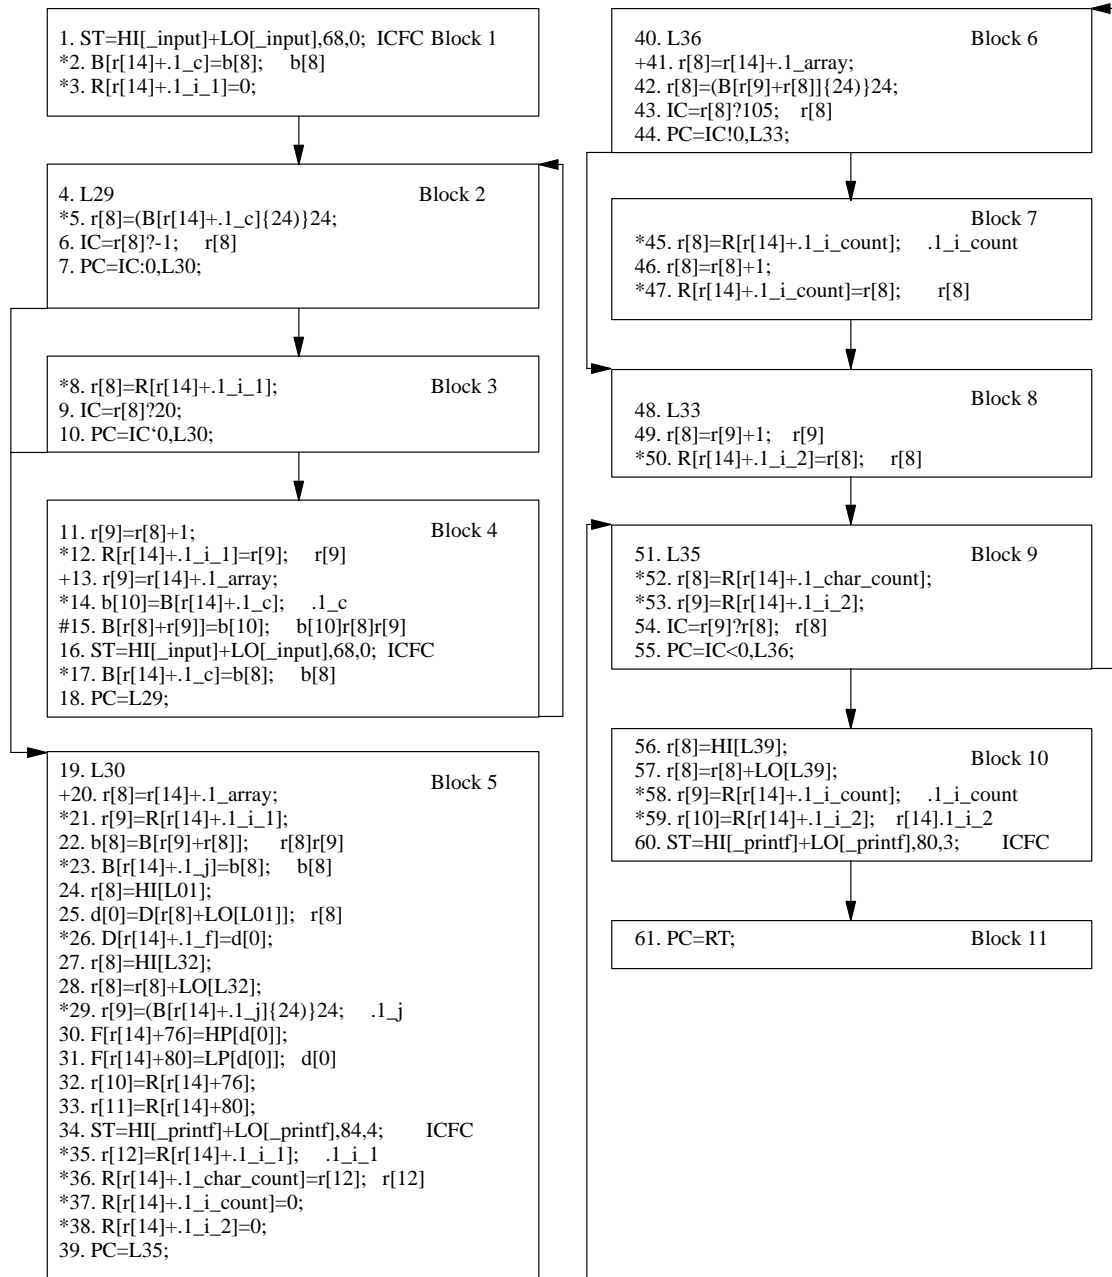 1. ST=HI[_input]+LO[_input],68,0; ICFC Block 1
*2. B[r[14]+.1_c]=b[8]; b[8]
*3. R[r[14]+.1_i_1]=0;
4. L29 Block 2
*5. r[8]=(B[r[14]+.1_c]{24)}24;
6. IC=r[8]?-1; r[8]
7. PC=IC:0,L30;
*8. r[8]=R[r[14]+.1_i_1]; Block 3
9. IC=r[8]?20;
10. PC=IC‘0,L30;
11. r[9]=r[8]+1; Block 4
*12. R[r[14]+.1_i_1]=r[9]; r[9]
+13. r[9]=r[14]+.1_array;
*14. b[10]=B[r[14]+.1_c]; .1_c
#15. B[r[8]+r[9]]=b[10]; b[10]r[8]r[9]
16. ST=HI[_input]+LO[_input],68,0; ICFC
*17. B[r[14]+.1_c]=b[8]; b[8]
18. PC=L29;
19. L30 Block 5
+20. r[8]=r[14]+.1_array;
*21. r[9]=R[r[14]+.1_i_1];
22. b[8]=B[r[9]+r[8]]; r[8]r[9]
*23. B[r[14]+.1_j]=b[8]; b[8]
24. r[8]=HI[L01];
25. d[0]=D[r[8]+LO[L01]]; r[8]
*26. D[r[14]+.1_f]=d[0];
27. r[8]=HI[L32];
28. r[8]=r[8]+LO[L32];
*29. r[9]=(B[r[14]+.1_j]{24)}24; .1_j
30. F[r[14]+76]=HP[d[0]];
31. F[r[14]+80]=LP[d[0]]; d[0]
32. r[10]=R[r[14]+76];
33. r[11]=R[r[14]+80];
34. ST=HI[_printf]+LO[_printf],84,4; ICFC
*35. r[12]=R[r[14]+.1_i_1]; .1_i_1
*36. R[r[14]+.1_char_count]=r[12]; r[12]
*37. R[r[14]+.1_i_count]=0;
*38. R[r[14]+.1_i_2]=0;
39. PC=L35;
40. L36 Block 6
+41. r[8]=r[14]+.1_array;
42. r[8]=(B[r[9]+r[8]]{24)}24;
43. IC=r[8]?105; r[8]
44. PC=IC!0,L33;
Block 7
*45. r[8]=R[r[14]+.1_i_count]; .1_i_count
46. r[8]=r[8]+1;
*47. R[r[14]+.1_i_count]=r[8]; r[8]
Block 8
48. L33
49. r[8]=r[9]+1; r[9]
*50. R[r[14]+.1_i_2]=r[8]; r[8]
51. L35 Block 9
*52. r[8]=R[r[14]+.1_char_count];
*53. r[9]=R[r[14]+.1_i_2];
54. IC=r[9]?r[8]; r[8]
55. PC=IC<0,L36;
56. r[8]=HI[L39]; Block 10
57. r[8]=r[8]+LO[L39];
*58. r[9]=R[r[14]+.1_i_count]; .1_i_count
*59. r[10]=R[r[14]+.1_i_2]; r[14].1_i_2
60. ST=HI[_printf]+LO[_printf],80,3; ICFC
61. PC=RT; Block 11